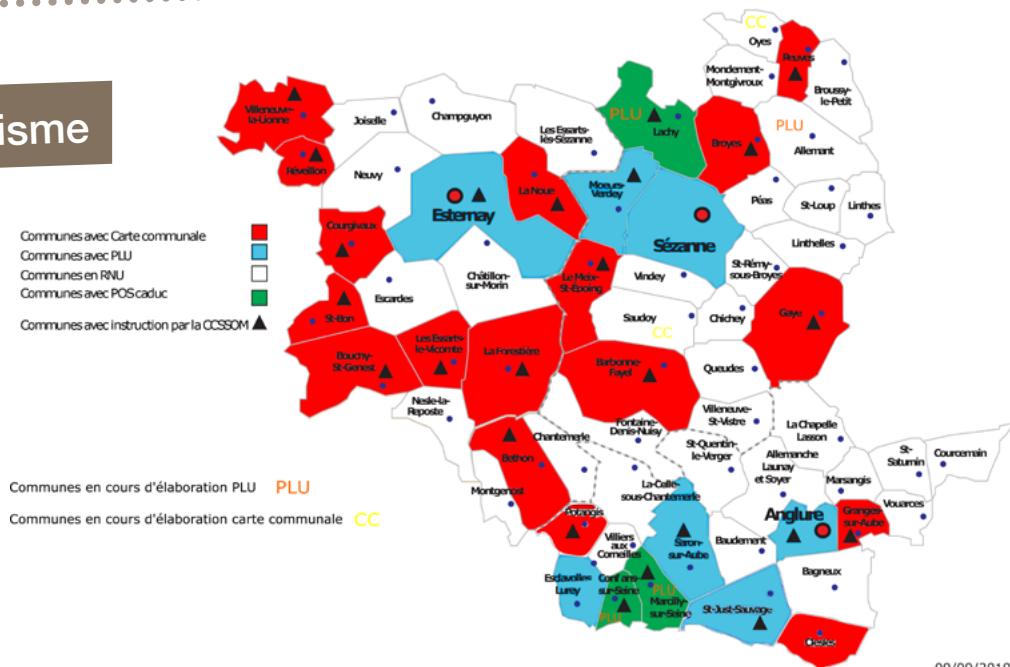 isme
Communes avec Carte communale
Communes avec PLU
Communes en RNU
Communes avec POS caduc
Communes avec instruction par la CCSSOM
Communes en cours d'élaboration PLU PLU
Communes en cours d'élaboration carte communale CC
CC
Oyes
Reuves
Mondement-
Montgivroux
Broussy-
le-Petit
Villeneuve-
la-Lionne
Joiselle
Champguyon
Les Essarts-
lès-Sézanne
PLU
Lachy
Broyes
PLU
Allemant
Réveillon
Neuvy
La Noue
Moeurs-
Verdey
Péas
St-Loup
Linthes
Esternay
Sézanne
Courgivaux
Linthelles
St-Rémy-
sous-Broyes
Escardes
Châtillon-
sur-Morin
Le Meix-
St-Epoing
Vindey
St-Bon
Saudoy
CC
Chichey
Gaye
Bouchy-
St-Genest
Les Essarts-
le-Vicomte
La Forestière
Barbonne-
Fayel
Queudes
Nesle-la-
Reposte
Villeneuve-
St-Vistre
Fontaine-
Denis-Nuisy
La Chapelle
Lasson
Chantemerle
St-Quentin-
le-Verger
Bethon
Allemanche
Launay
et Soyer
St-
Saturnin
Courcemain
Marsangis
Montgenost
La-Celle-
sous-Chantemerle
Vouarces
Potangis
Anglure
Granges-
sur-Aube
Villiers
aux
Corneilles
Saron-
sur-Aube
Baudement
Bagneux
Esclavolles
Lurey
Conflans-
sur-Seine
PLU
PLU
Marcilly-
sur-Seine
St-Just-Sauvage
Clesles